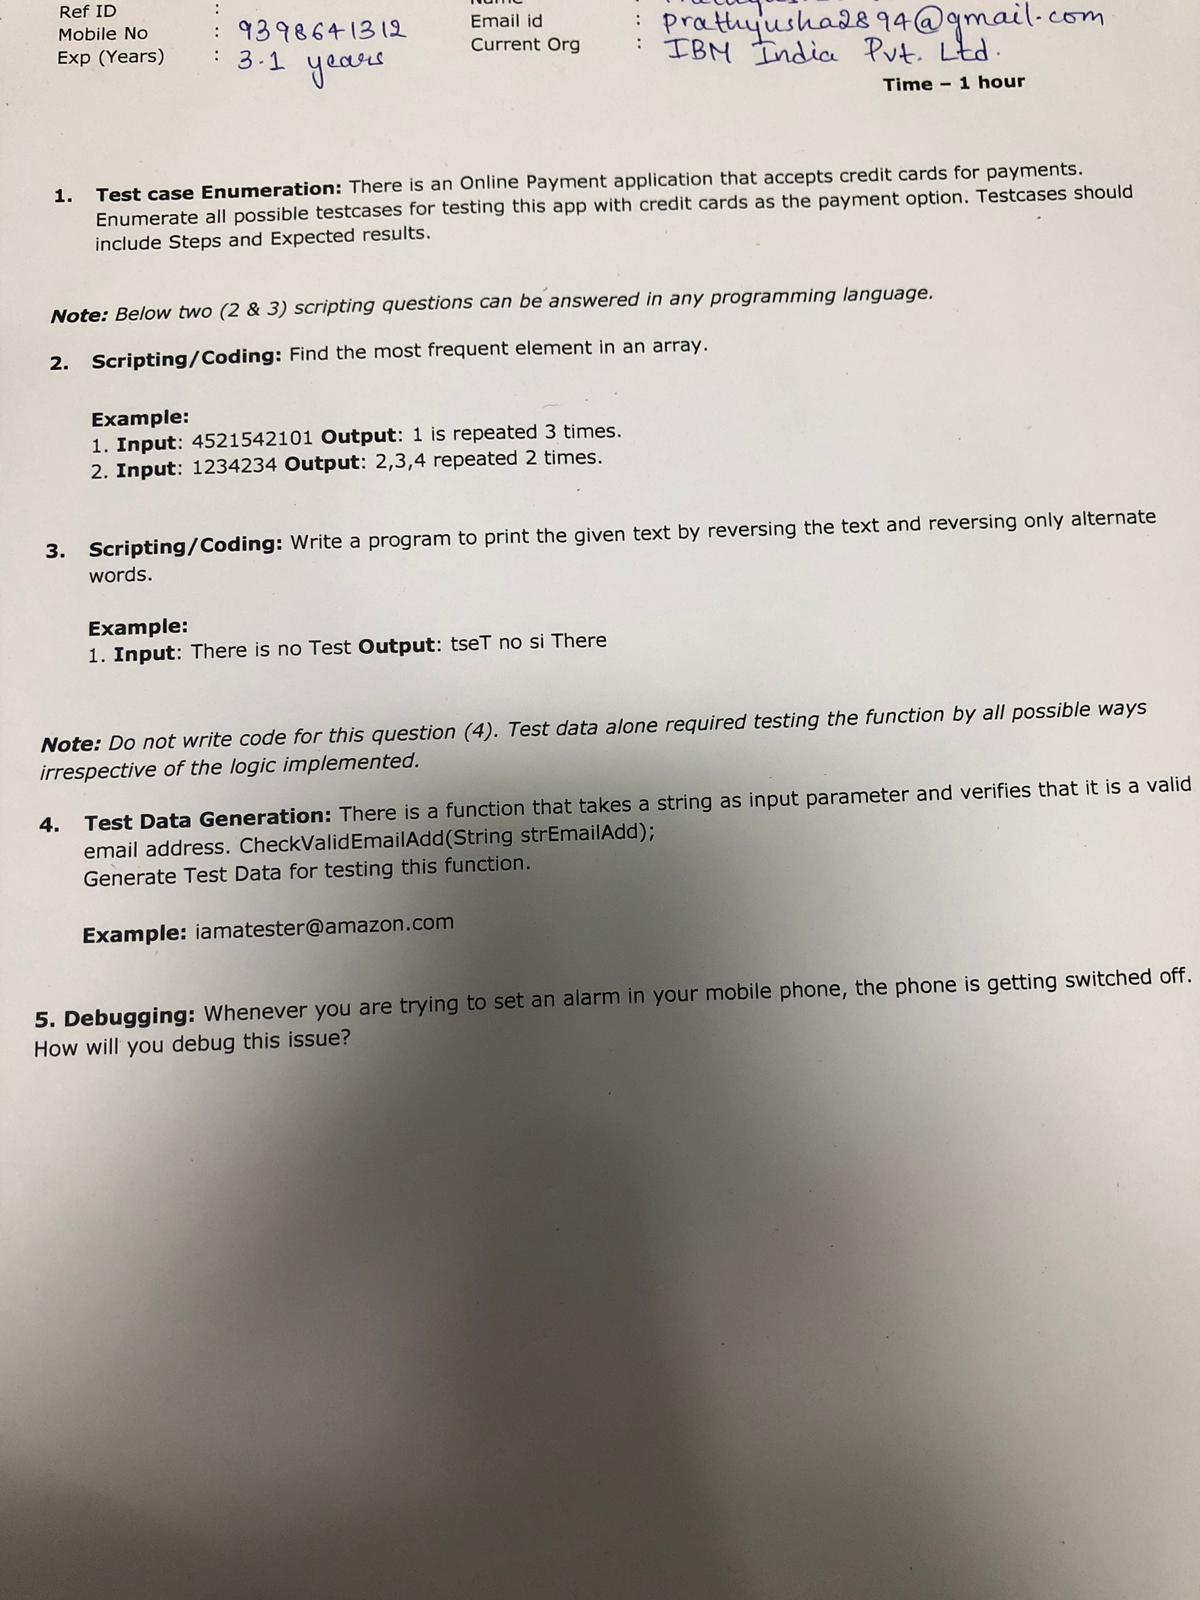 Ref ID :
Mobile No : 9398641312
Exp (Years) : 3.1 years
Email id : prathyusha2894@gmail.com
Current Org : IBM India Pvt. Ltd.
Time – 1 hour
1. Test case Enumeration: There is an Online Payment application that accepts credit cards for payments.
Enumerate all possible testcases for testing this app with credit cards as the payment option. Testcases should
include Steps and Expected results.
Note: Below two (2 & 3) scripting questions can be answered in any programming language.
2. Scripting/Coding: Find the most frequent element in an array.
Example:
1. Input: 4521542101 Output: 1 is repeated 3 times.
2. Input: 1234234 Output: 2,3,4 repeated 2 times.
3. Scripting/Coding: Write a program to print the given text by reversing the text and reversing only alternate
words.
Example:
1. Input: There is no Test Output: tseT no si There
Note: Do not write code for this question (4). Test data alone required testing the function by all possible ways
irrespective of the logic implemented.
4. Test Data Generation: There is a function that takes a string as input parameter and verifies that it is a valid
email address. CheckValidEmailAdd(String strEmailAdd);
Generate Test Data for testing this function.
Example: iamatester@amazon.com
5. Debugging: Whenever you are trying to set an alarm in your mobile phone, the phone is getting switched off.
How will you debug this issue?